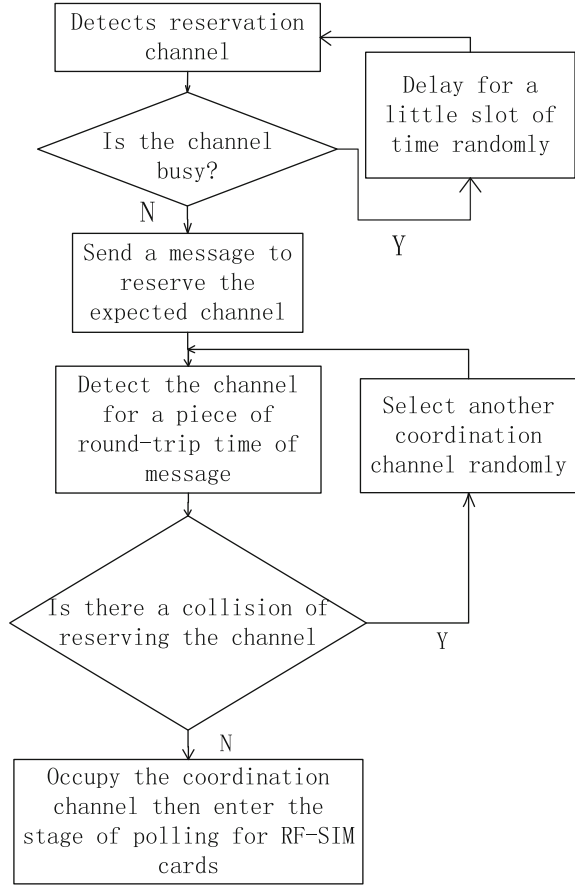 Detects reservation
channel
Delay for a
little slot of
time randomly
Is the channel
busy?
N
Y
Send a message to
reserve the
expected channel
Detect the channel
for a piece of
round-trip time of
message
Select another
coordination
channel randomly
Is there a collision of
reserving the channel
Y
N
Occupy the coordination
channel then enter the
stage of polling for RF-SIM
cards